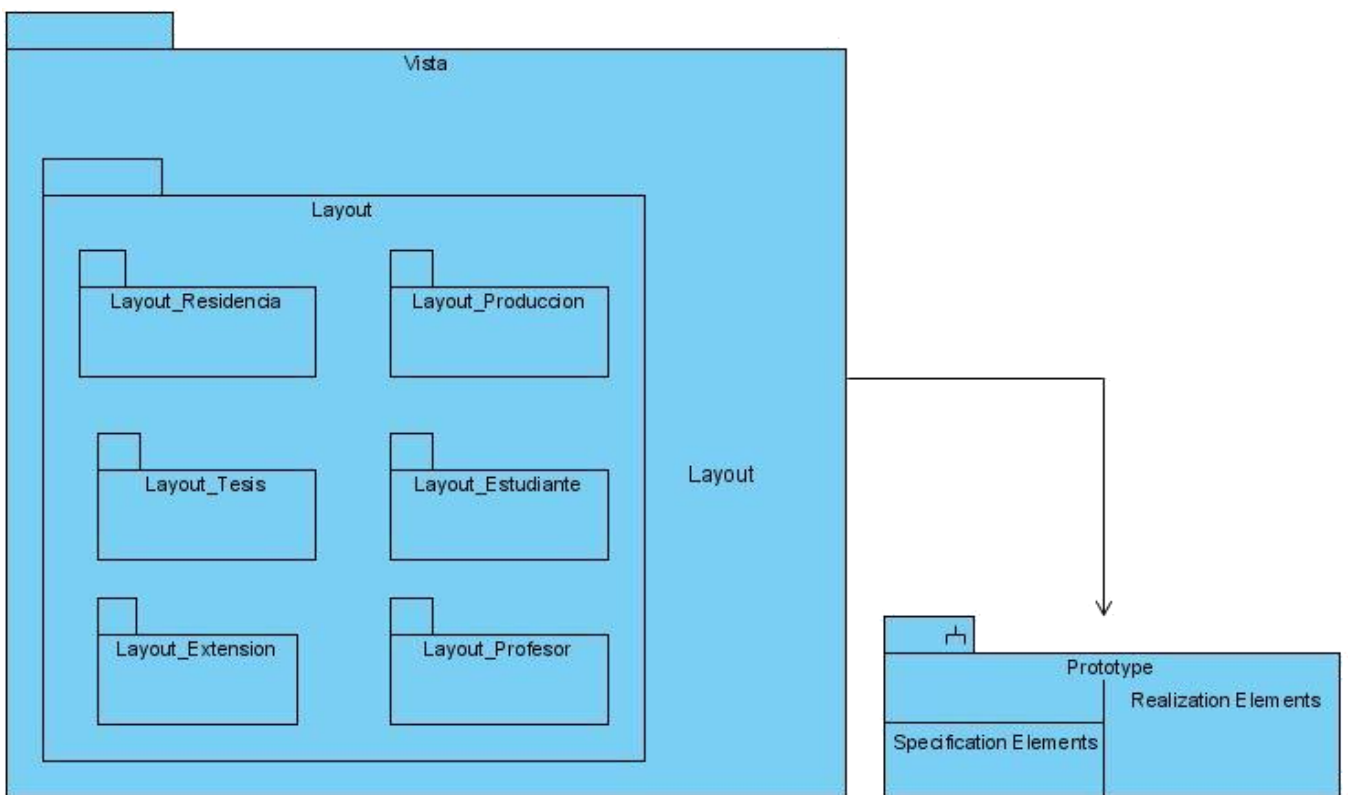 Vista
Layout
Layout_Residencia
Layout_Produccion
Layout_Tesis
Layout_Estudiante
Layout
Layout_Extension
Layout_Profesor
Prototype
Realization Elements
Specification Elements